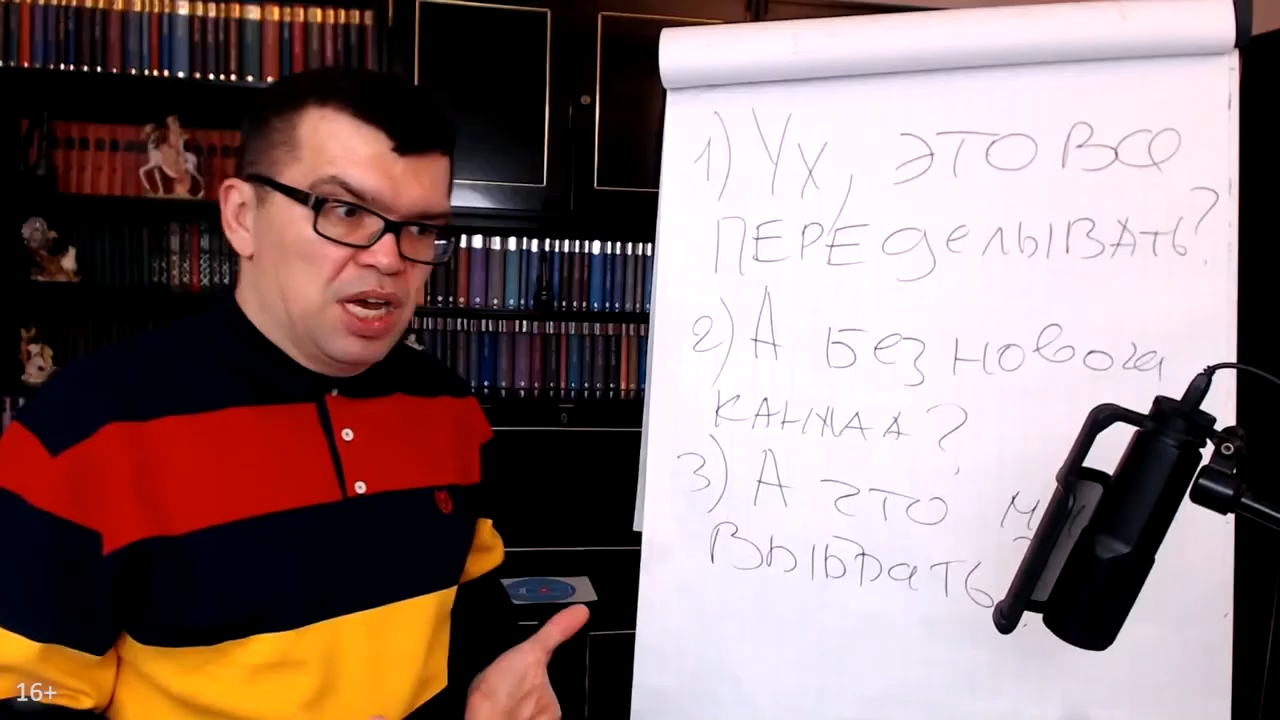 1) Ух, это все
ПЕРЕделыВАть?
2) А без нового
КАНАЛА?
3) А что
Выбрать
16+